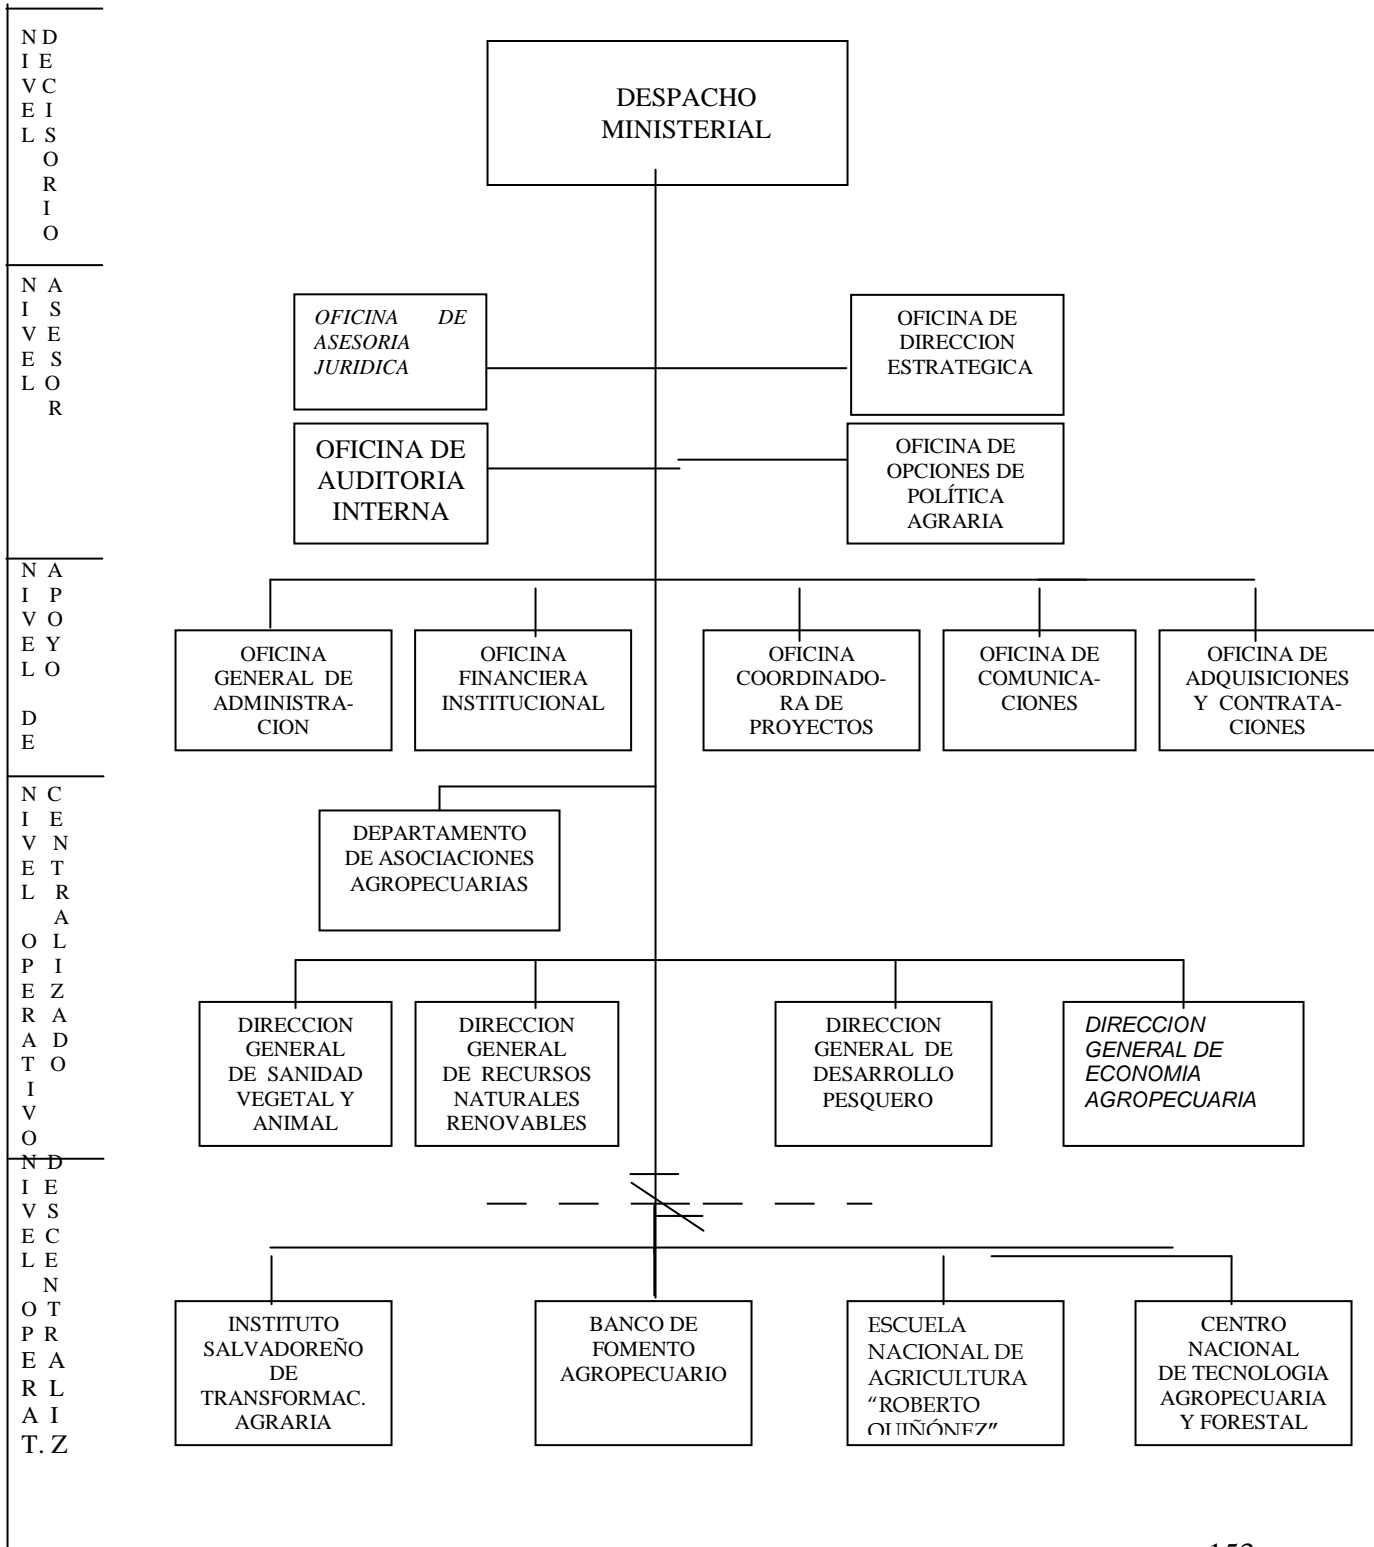 NIVEL DECISORIO
DESPACHO
MINISTERIAL
NIVEL ASESOR
OFICINA DE
ASESORIA
JURIDICA
OFICINA DE
DIRECCION
ESTRATEGICA
OFICINA DE
AUDITORIA
INTERNA
OFICINA DE
OPCIONES DE
POLÍTICA
AGRARIA
NIVEL DE APOYO
OFICINA
GENERAL DE
ADMINISTRA-
CION
OFICINA
FINANCIERA
INSTITUCIONAL
OFICINA
COORDINADO-
RA DE
PROYECTOS
OFICINA DE
COMUNICA-
CIONES
OFICINA DE
ADQUISICIONES
Y CONTRATA-
CIONES
NIVEL OPERATIVO CENTRALIZADO
DEPARTAMENTO
DE ASOCIACIONES
AGROPECUARIAS
DIRECCION
GENERAL
DE SANIDAD
VEGETAL Y
ANIMAL
DIRECCION
GENERAL
DE RECURSOS
NATURALES
RENOVABLES
DIRECCION
GENERAL DE
DESARROLLO
PESQUERO
DIRECCION
GENERAL DE
ECONOMIA
AGROPECUARIA
NIVEL OPERAT. DESCENTRALIZ
INSTITUTO
SALVADOREÑO
DE
TRANSFORMAC.
AGRARIA
BANCO DE
FOMENTO
AGROPECUARIO
ESCUELA
NACIONAL DE
AGRICULTURA
“ROBERTO
QUIÑÓNEZ”
CENTRO
NACIONAL
DE TECNOLOGIA
AGROPECUARIA
Y FORESTAL